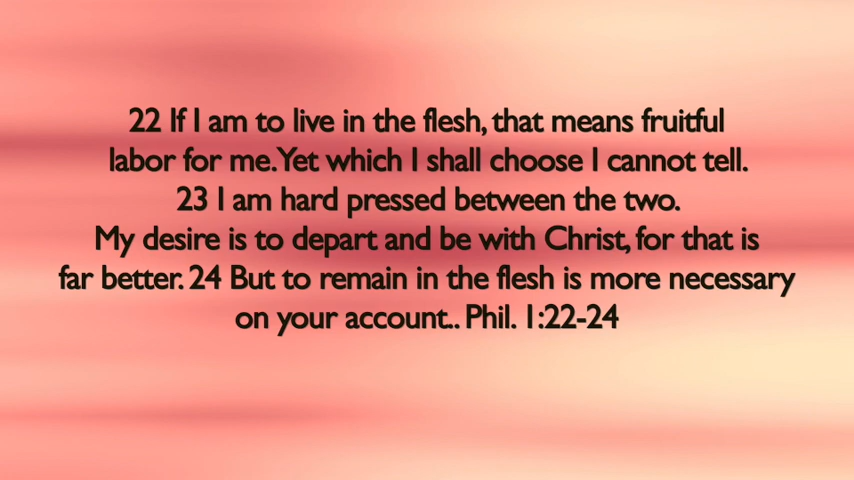 22 If I am to live in the flesh, that means fruitful
labor for me. Yet which I shall choose I cannot tell.
23 I am hard pressed between the two.
My desire is to depart and be with Christ, for that is
far better. 24 But to remain in the flesh is more necessary
on your account.. Phil. 1:22-24